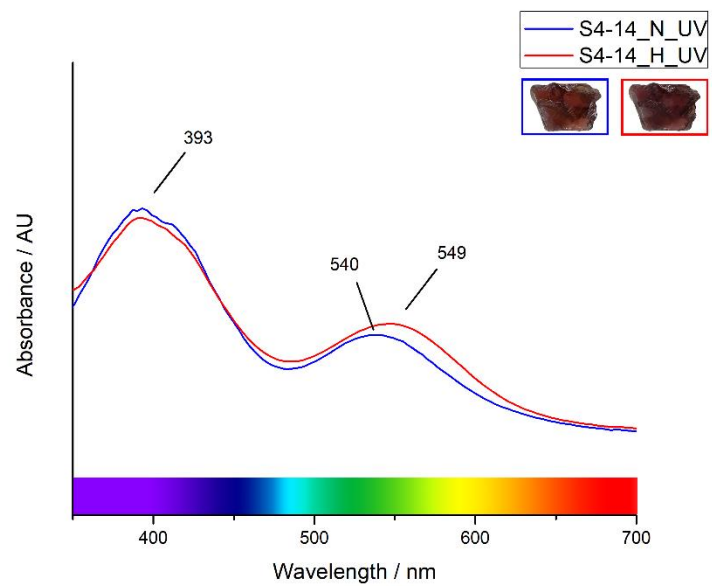 S4-14_N_UV
S4-14_H_UV
393
540
549
Absorbance / AU
400
500
600
700
Wavelength / nm